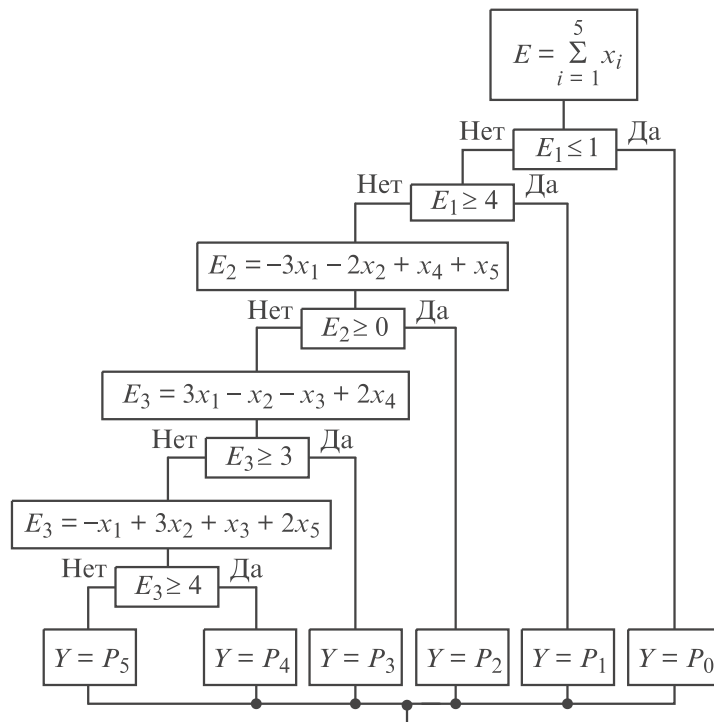 E = Σ x_i
5
i = 1
Нет Да
E₁ ≤ 1
Нет Да
E₁ ≥ 4
E₂ = −3x₁ − 2x₂ + x₄ + x₅
Нет Да
E₂ ≥ 0
E₃ = 3x₁ − x₂ − x₃ + 2x₄
Нет Да
E₃ ≥ 3
E₃ = −x₁ + 3x₂ + x₃ + 2x₅
Нет Да
E₃ ≥ 4
Y = P₅ Y = P₄ Y = P₃ Y = P₂ Y = P₁ Y = P₀